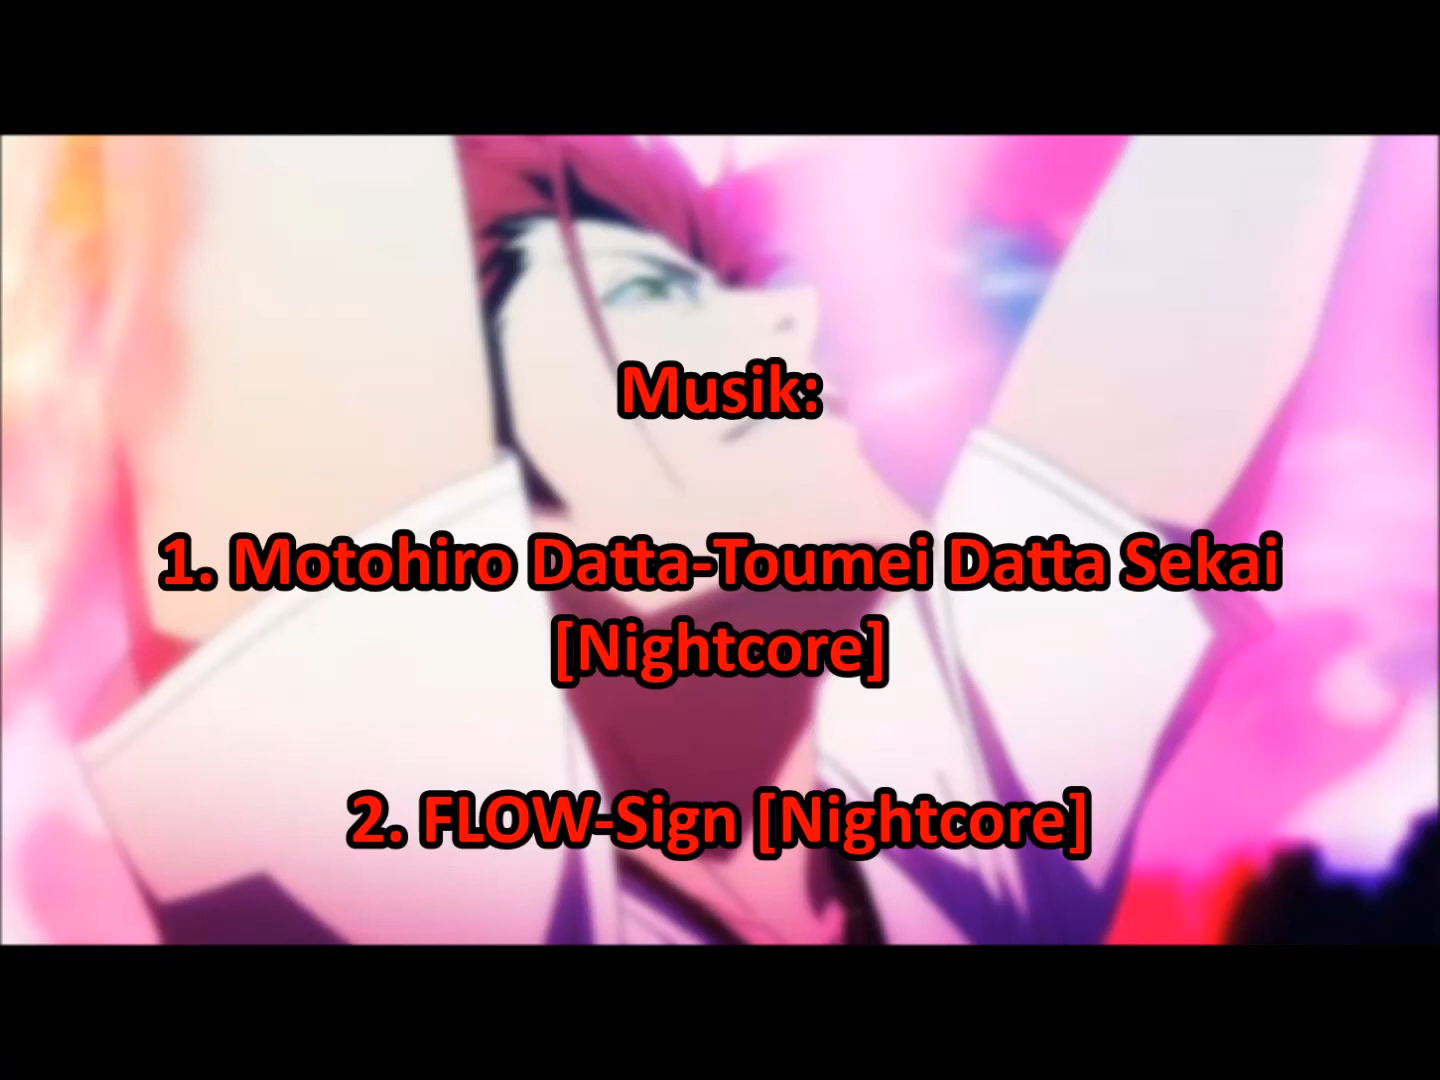 Musik:
1. Motohiro Datta-Toumei Datta Sekai
[Nightcore]
2. FLOW-Sign [Nightcore]